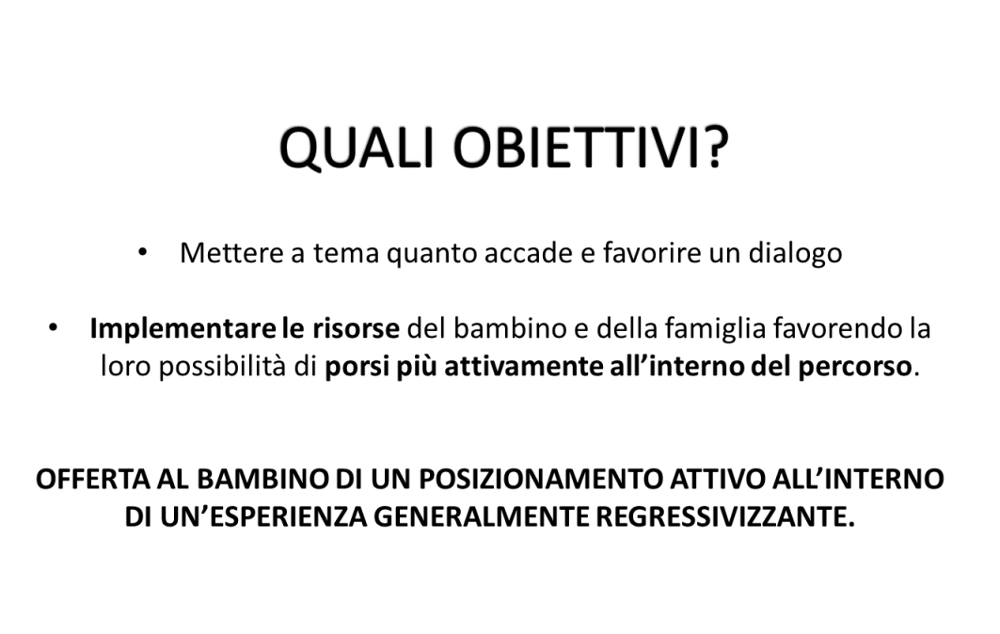 QUALI OBIETTIVI?
• Mettere a tema quanto accade e favorire un dialogo
• Implementare le risorse del bambino e della famiglia favorendo la
loro possibilità di porsi più attivamente all’interno del percorso.
OFFERTA AL BAMBINO DI UN POSIZIONAMENTO ATTIVO ALL’INTERNO
DI UN’ESPERIENZA GENERALMENTE REGRESSIVIZZANTE.